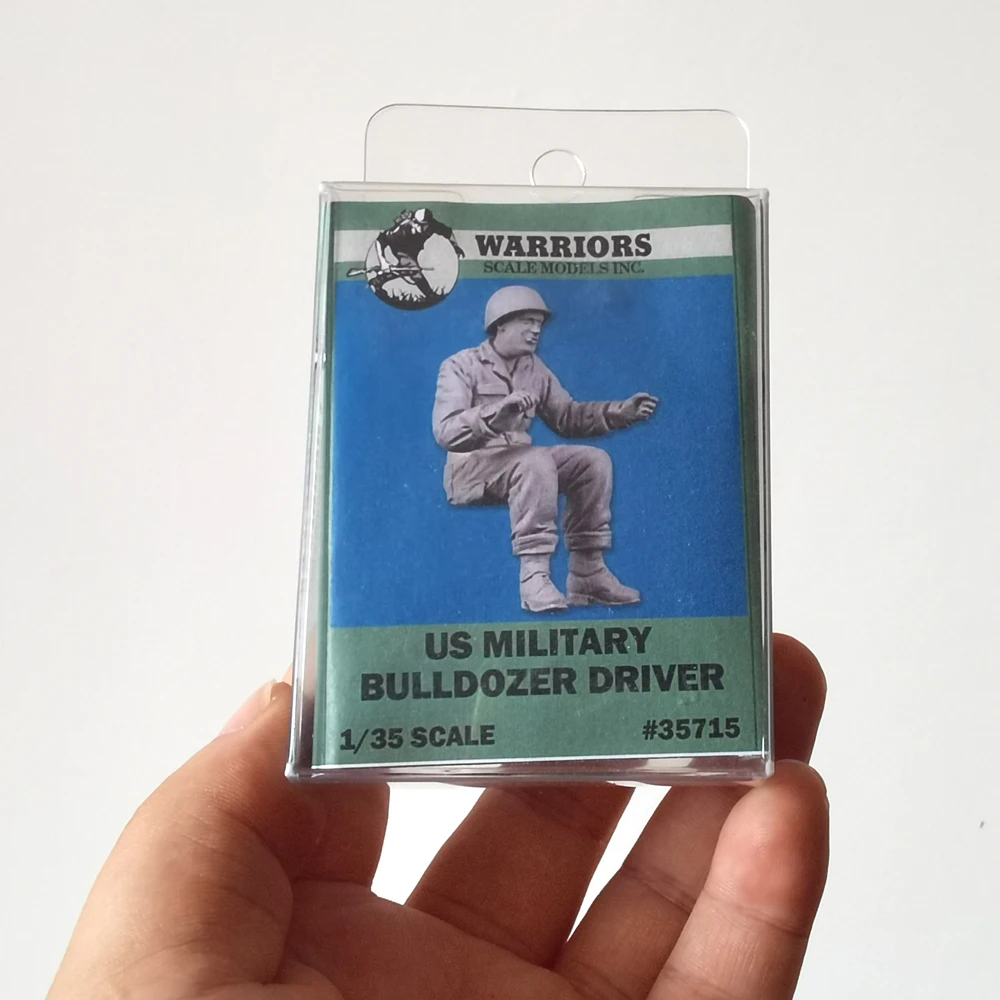 WARRIORS
SCALE MODELS INC.
US MILITARY
BULLDOZER DRIVER
1/35 SCALE #35715